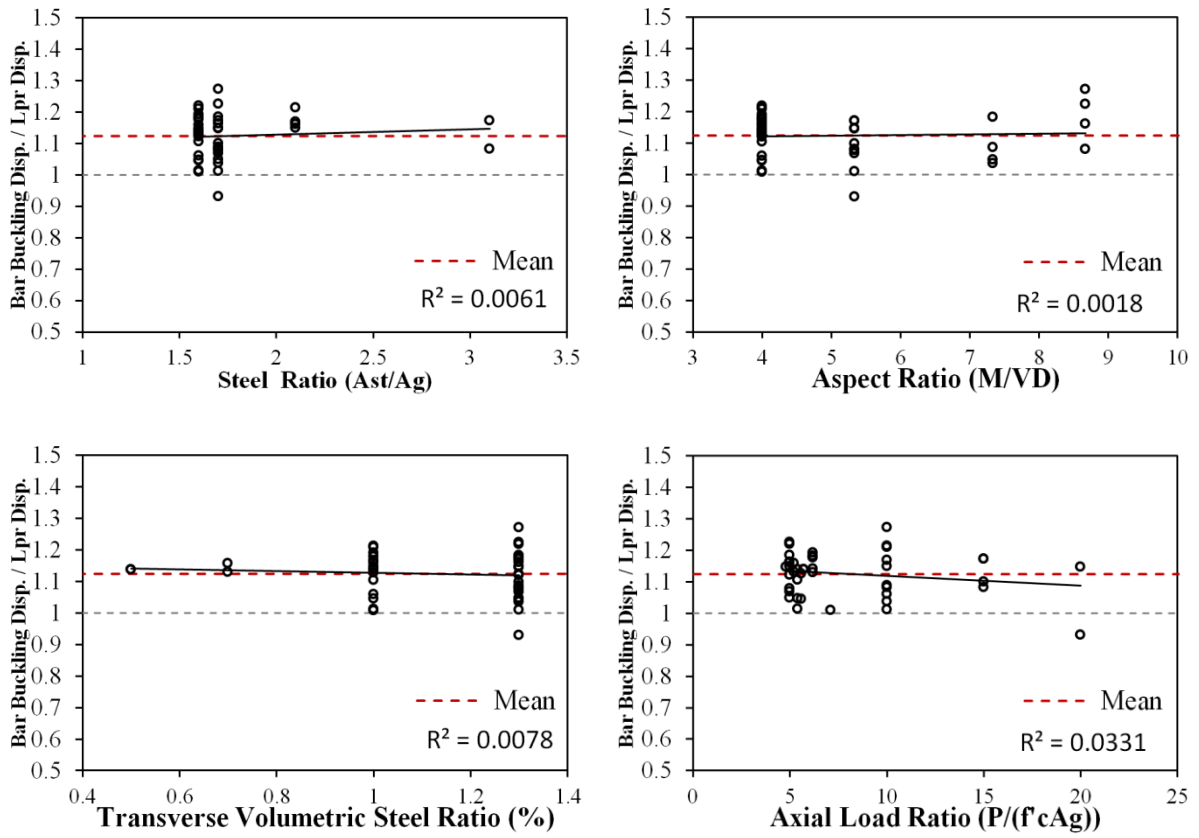 Bar Buckling Disp. / Lpr Disp.
1.5
1.4
1.3
1.2
1.1
1
0.9
0.8
0.7
0.6
0.5
Mean
R² = 0.0061
1 1.5 2 2.5 3 3.5
Steel Ratio (Ast/Ag)
Bar Buckling Disp. / Lpr Disp.
1.5
1.4
1.3
1.2
1.1
1
0.9
0.8
0.7
0.6
0.5
Mean
R² = 0.0018
3 4 5 6 7 8 9 10
Aspect Ratio (M/VD)
Bar Buckling Disp. / Lpr Disp.
1.5
1.4
1.3
1.2
1.1
1
0.9
0.8
0.7
0.6
0.5
Mean
R² = 0.0078
0.4 0.6 0.8 1 1.2 1.4
Transverse Volumetric Steel Ratio (%)
Bar Buckling Disp. / Lpr Disp.
1.5
1.4
1.3
1.2
1.1
1
0.9
0.8
0.7
0.6
0.5
Mean
R² = 0.0331
0 5 10 15 20 25
Axial Load Ratio (P/(f'cAg))